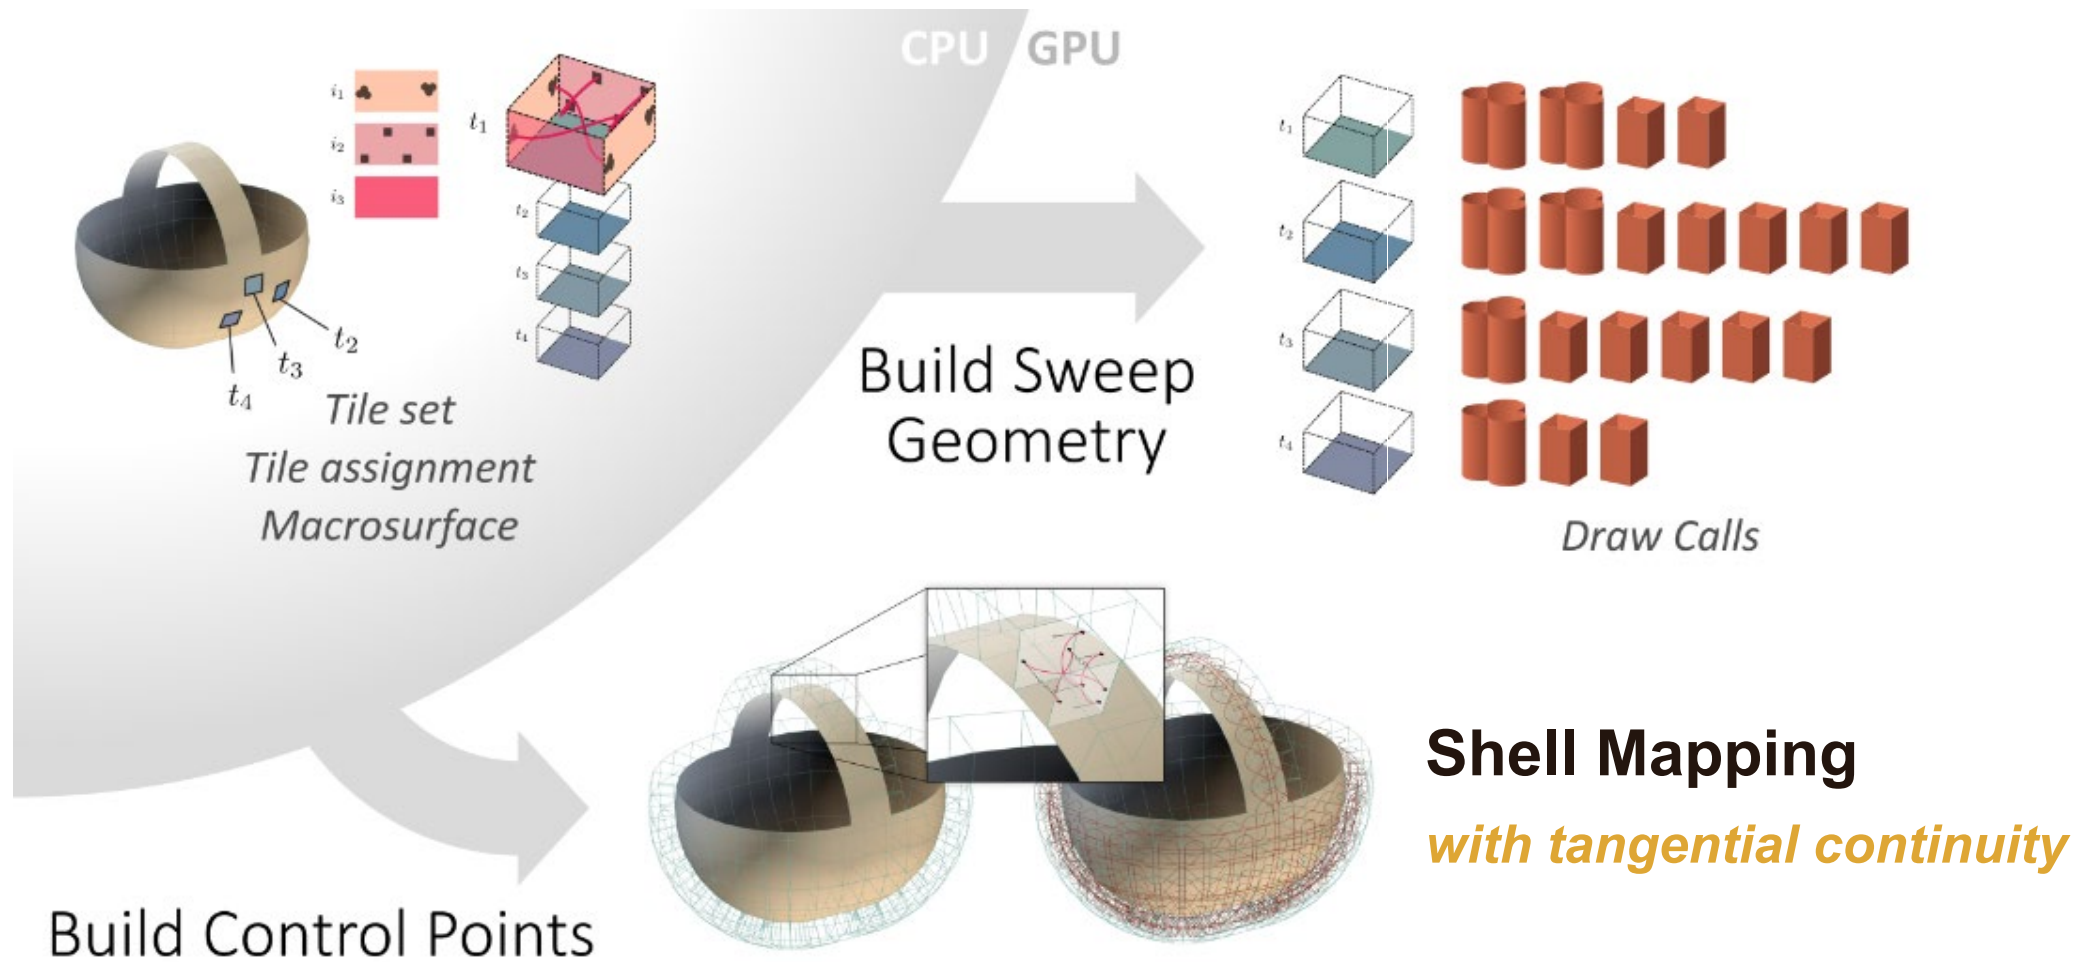 CPU / GPU
i1
i2
i3
t1
t2
t3
t4
t2
t3
t4
Tile set
Tile assignment
Macrosurface
Build Sweep
Geometry
t1
t2
t3
t4
Draw Calls
Shell Mapping
with tangential continuity
Build Control Points